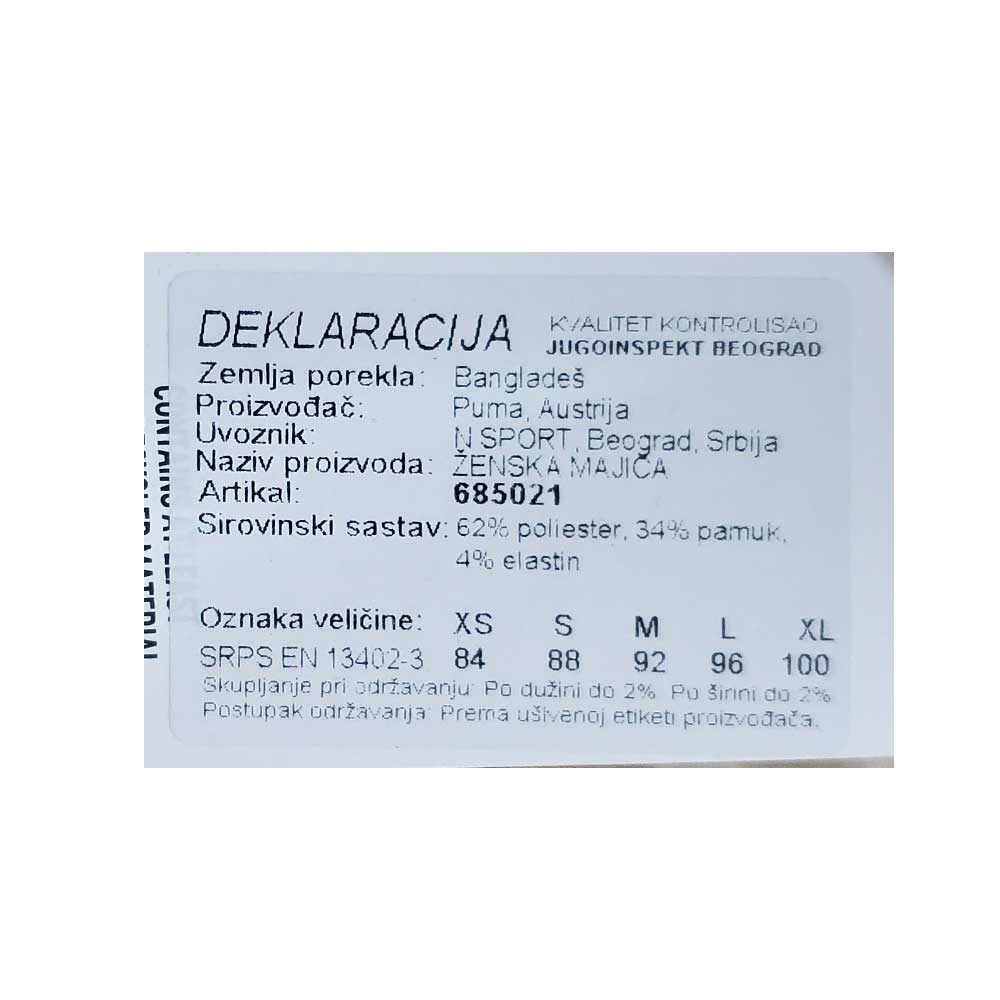 DEKLARACIJA
KVALITET KONTROLISAO
JUGOINSPEKT BEOGRAD
Zemlja porekla: Bangladeš
Proizvođač: Puma, Austrija
Uvoznik: N SPORT, Beograd, Srbija
Naziv proizvoda: ŽENSKA MAJICA
Artikal: 685021
Sirovinski sastav: 62% poliester, 34% pamuk,
4% elastin
Oznaka veličine: XS S M L XL
SRPS EN 13402-3 84 88 92 96 100
Skupljanje pri održavanju: Po dužini do 2% Po širini do 2%
Postupak održavanja: Prema ušivenoj etiketi proizvođača.